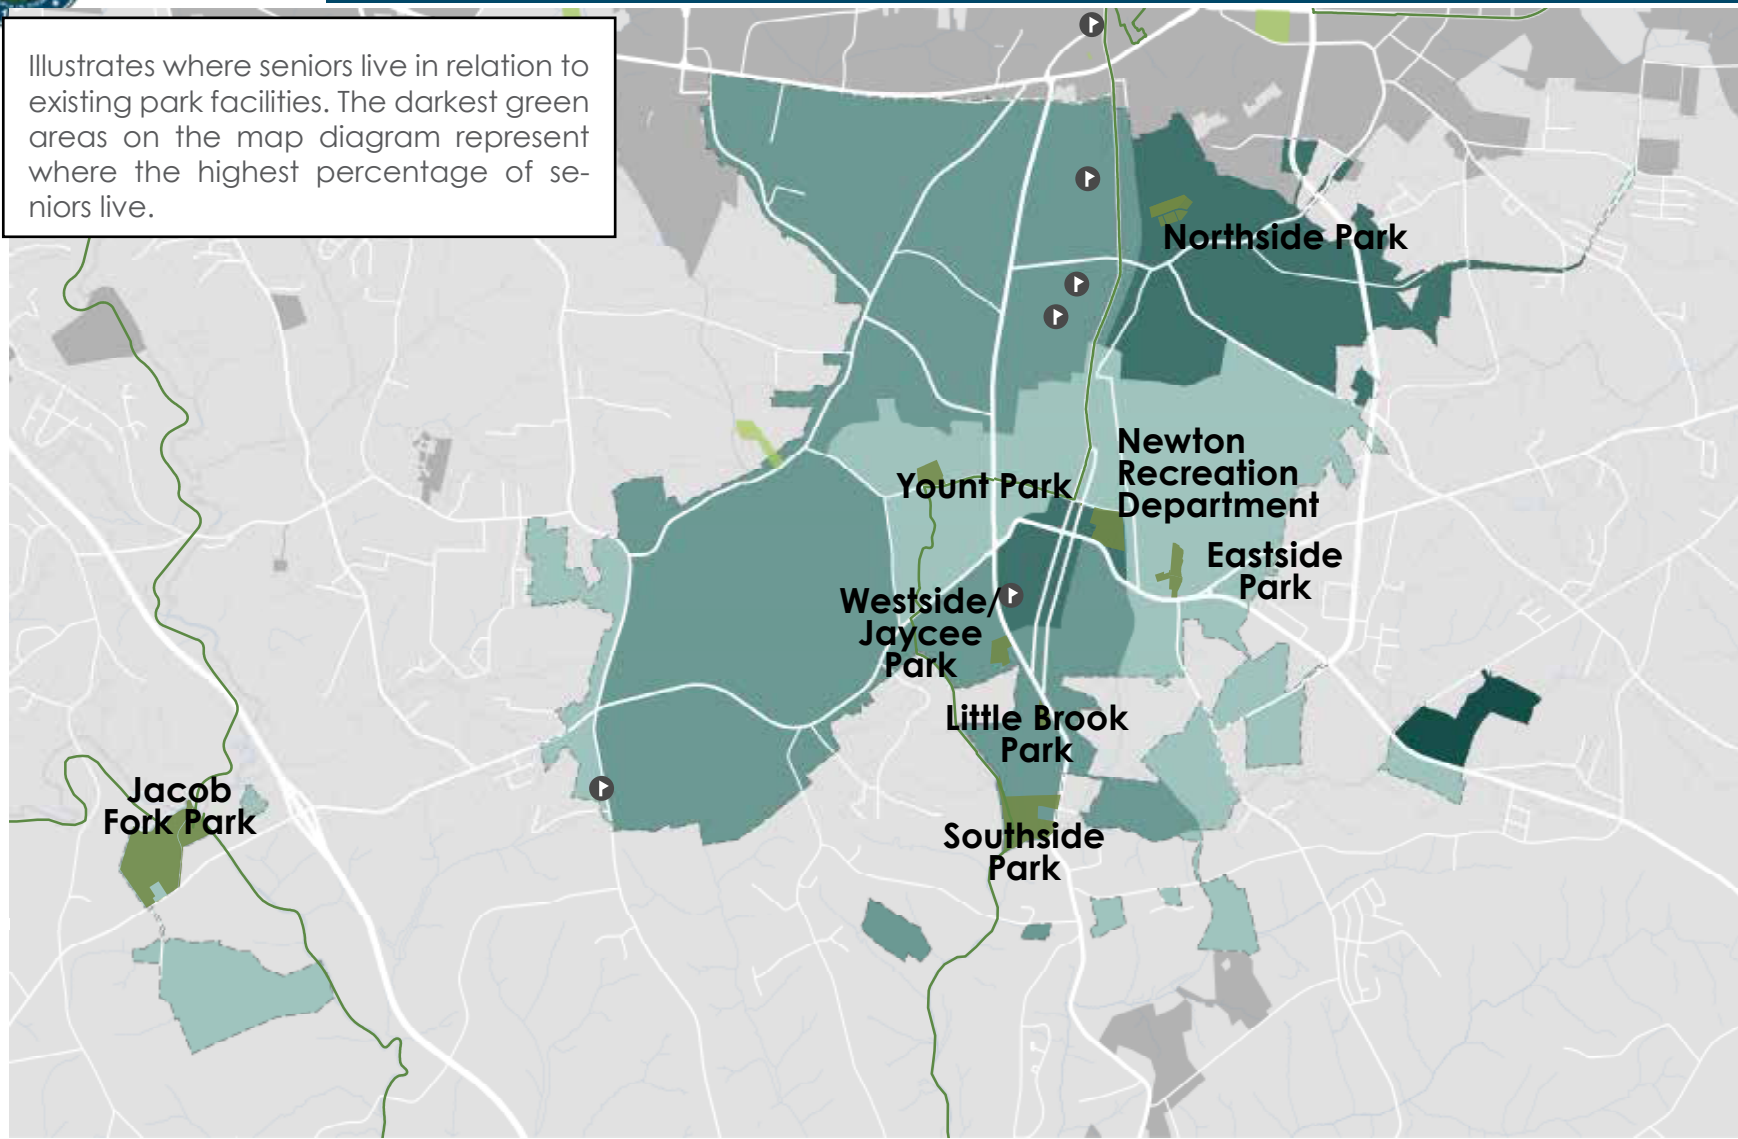 Illustrates where seniors live in relation to
existing park facilities. The darkest green
areas on the map diagram represent
where the highest percentage of se-
niors live.
Northside Park
Newton
Recreation
Department
Yount Park
Eastside
Park
Westside/
Jaycee
Park
Little Brook
Park
Jacob
Fork Park
Southside
Park